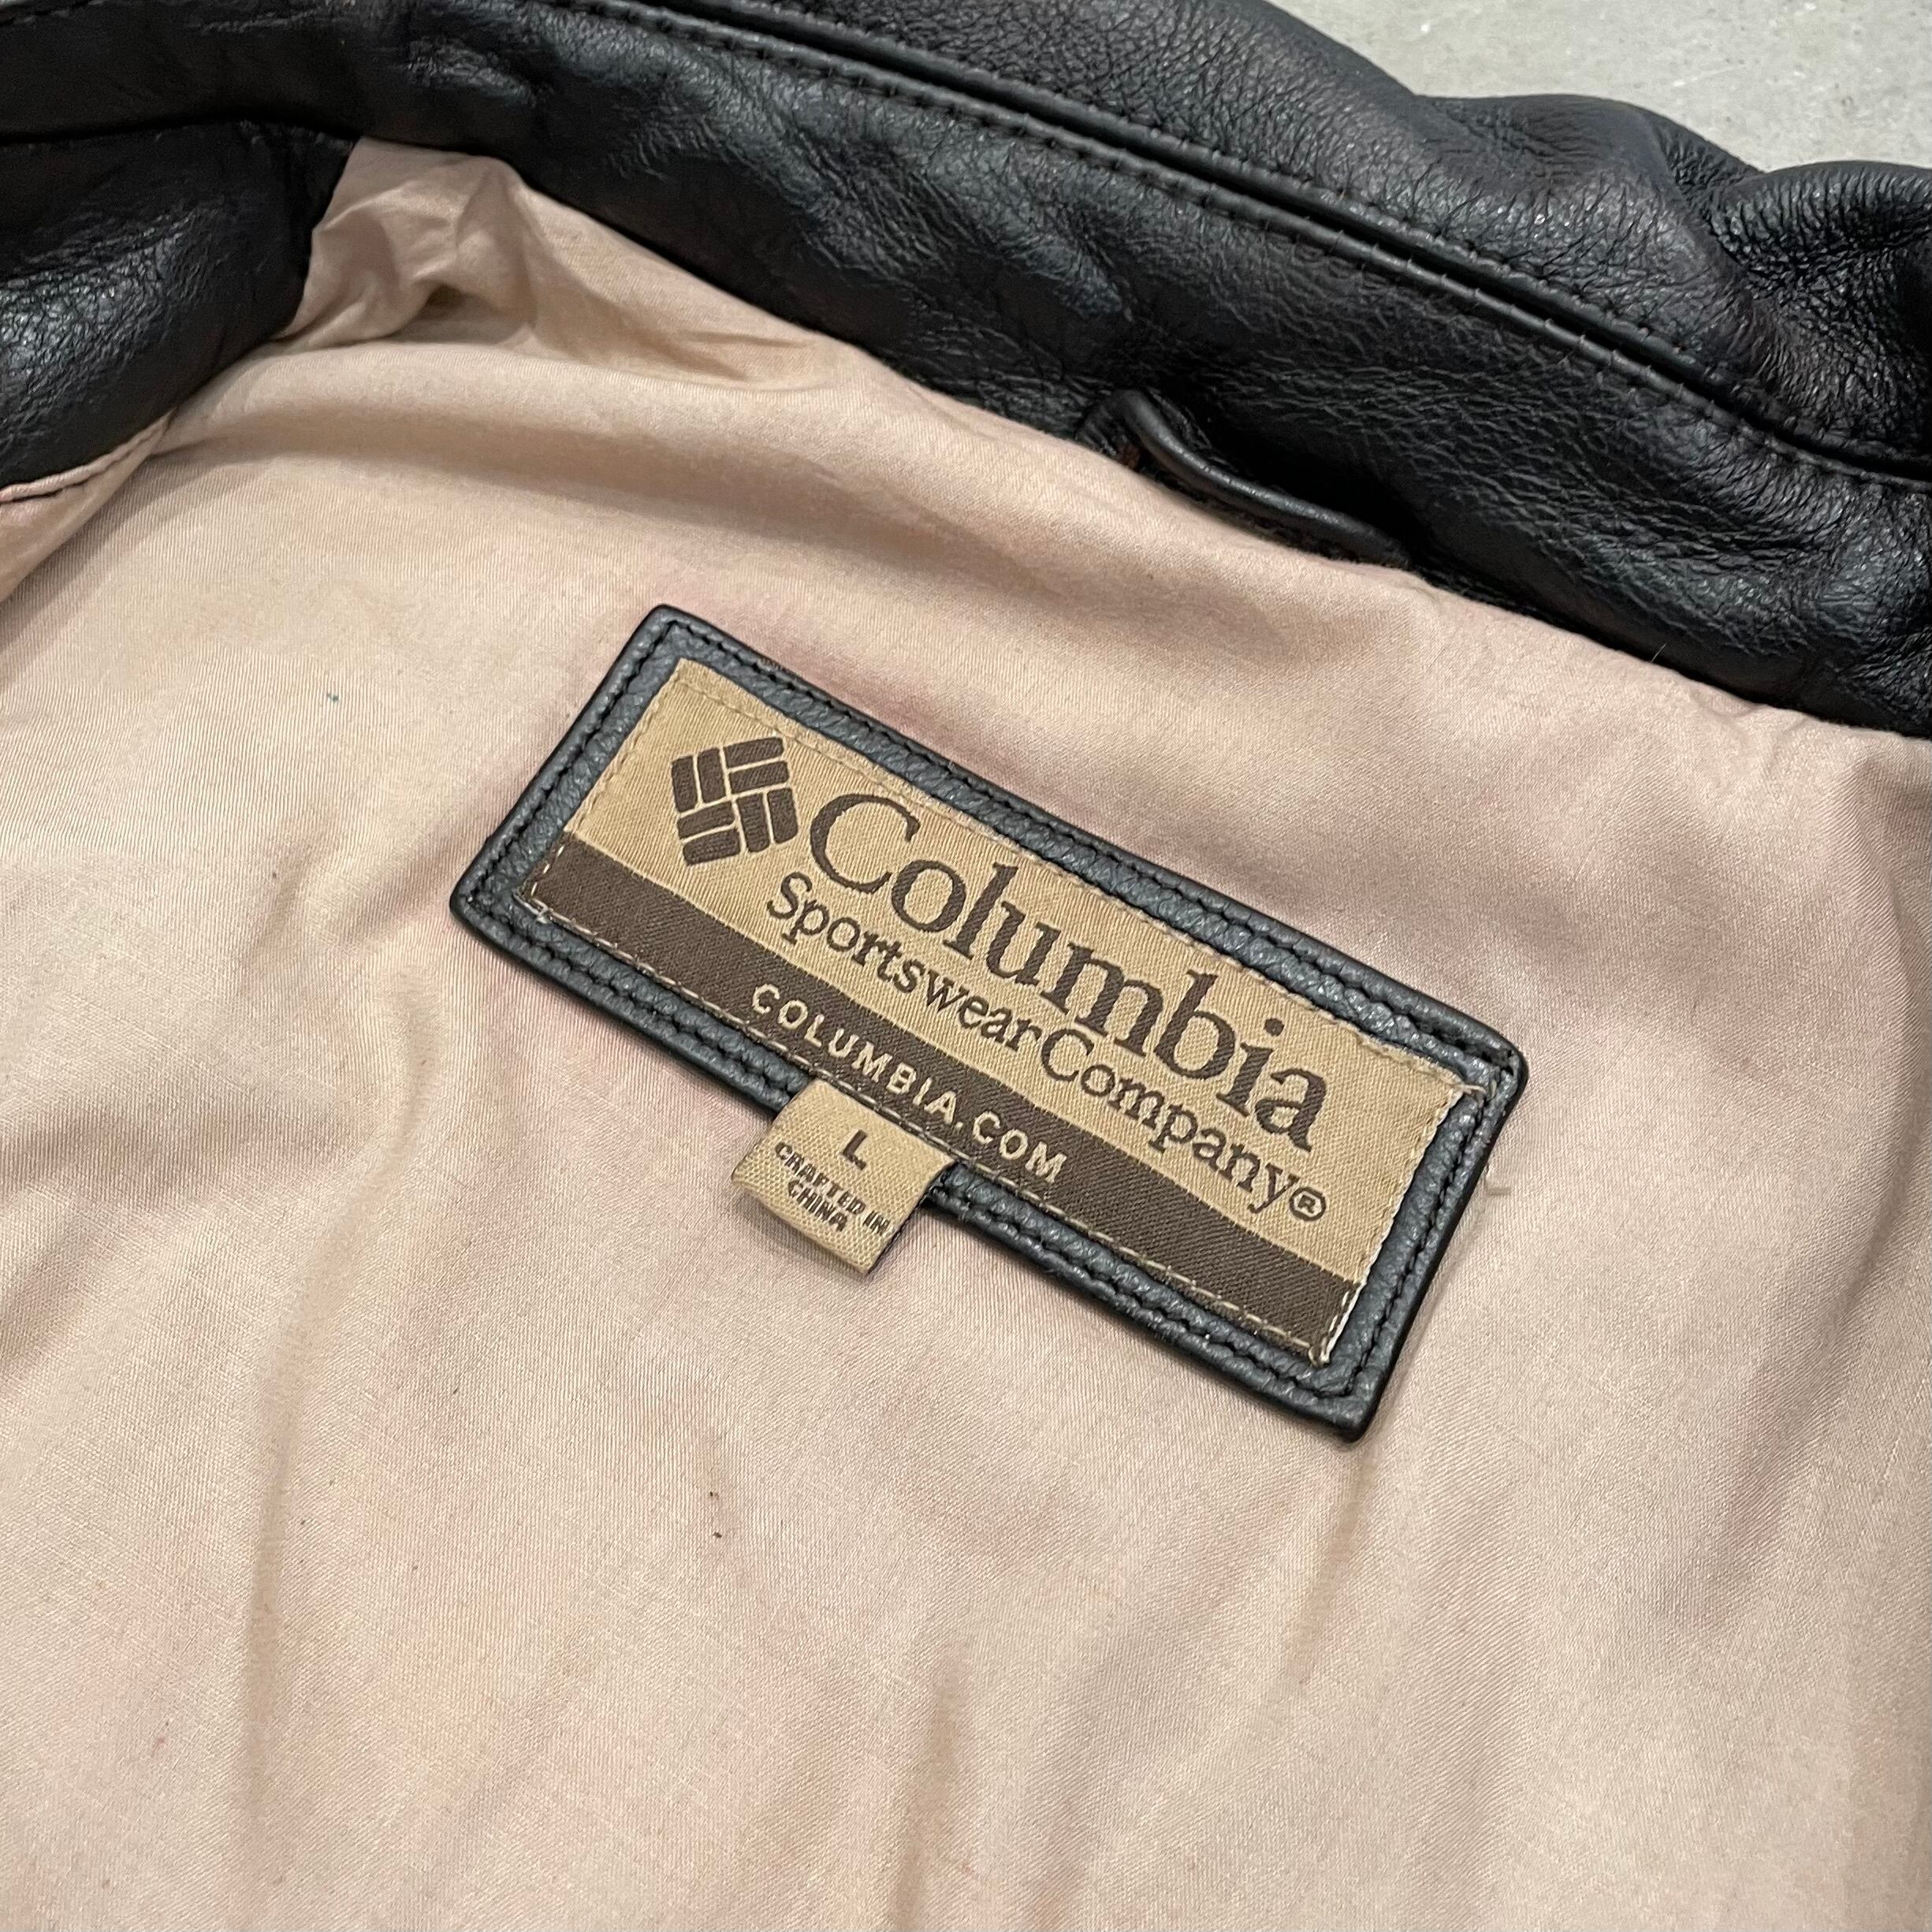 Columbia
Sportswear Company®
COLUMBIA.COM
L
CRAFTED IN
CHINA